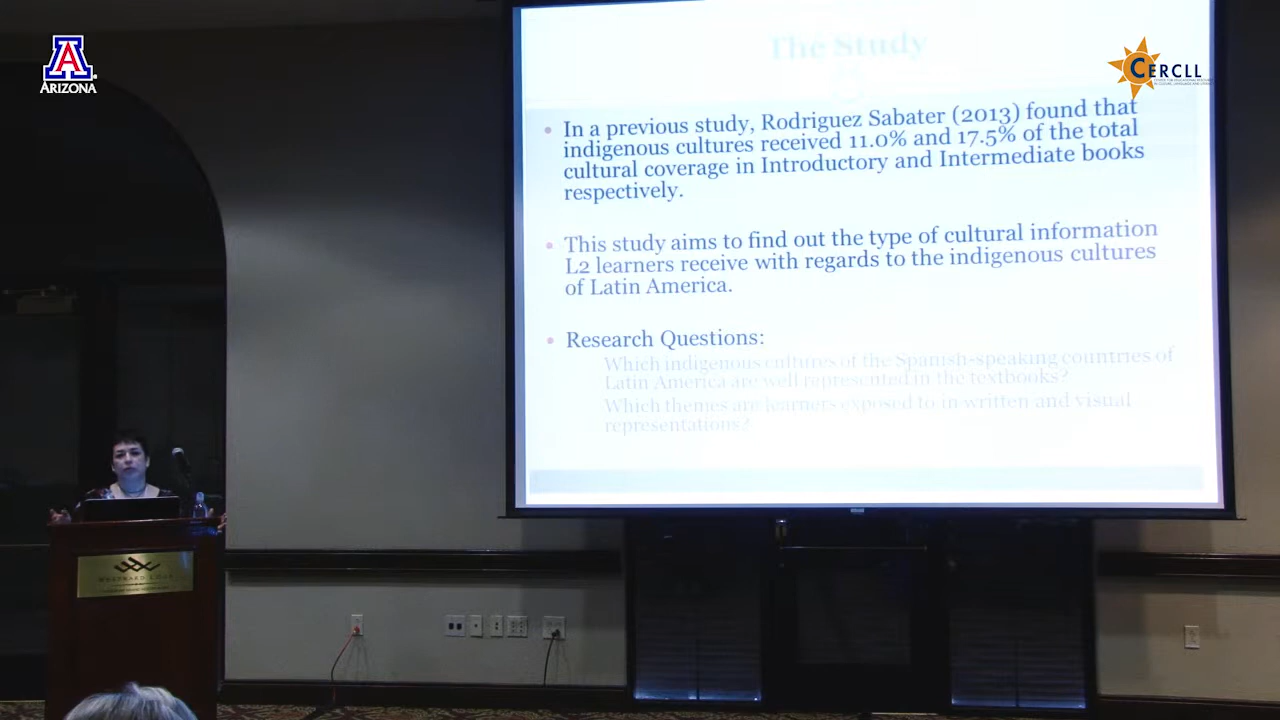 A
ARIZONA
CERCLL
The Study
In a previous study, Rodriguez Sabater (2013) found that
indigenous cultures received 11.0% and 17.5% of the total
cultural coverage in Introductory and Intermediate books
respectively.
This study aims to find out the type of cultural information
L2 learners receive with regards to the indigenous cultures
of Latin America.
Research Questions:
Which indigenous cultures of the Spanish-speaking countries of
Latin America are well represented in the textbooks?
Which themes are learners exposed to in written and visual
representations?
WESTWARD LOOK